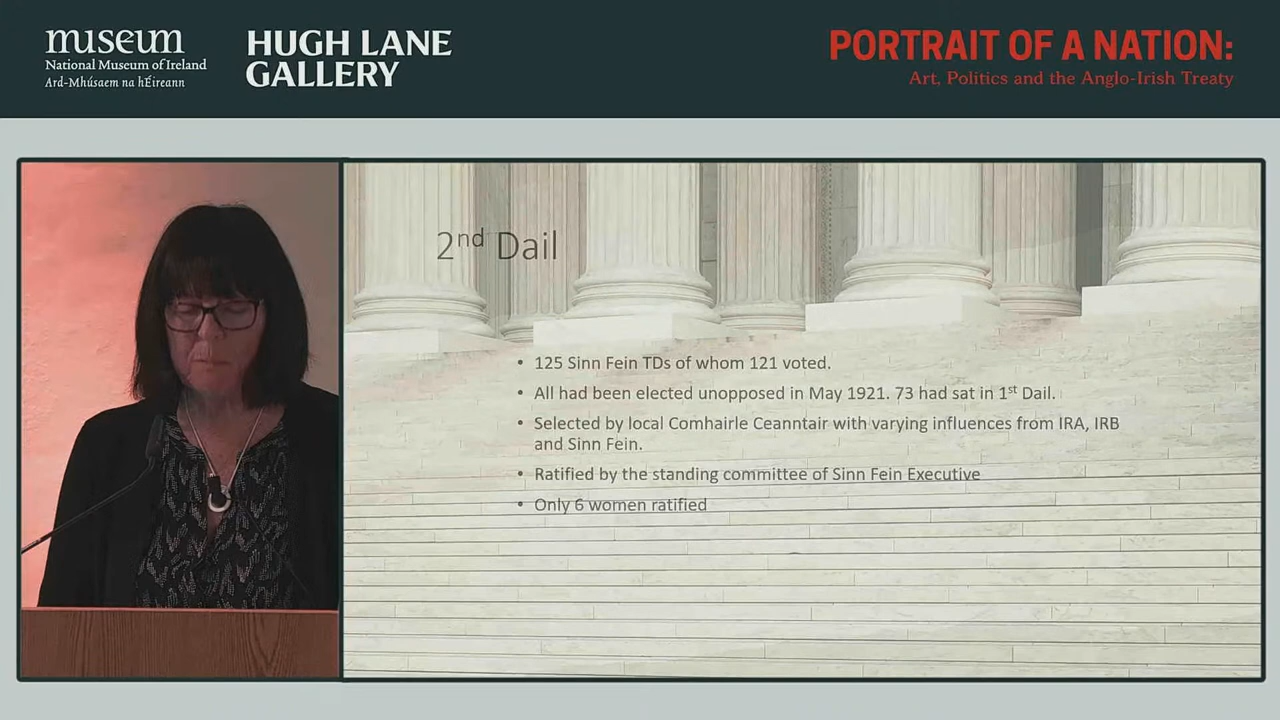 museum
National Museum of Ireland
Ard-Mhúsaem na hÉireann
HUGH LANE
GALLERY
PORTRAIT OF A NATION:
Art, Politics and the Anglo-Irish Treaty
2nd Dail
• 125 Sinn Fein TDs of whom 121 voted.
• All had been elected unopposed in May 1921. 73 had sat in 1st Dail.
• Selected by local Comhairle Ceanntair with varying influences from IRA, IRB
and Sinn Fein.
• Ratified by the standing committee of Sinn Fein Executive
• Only 6 women ratified